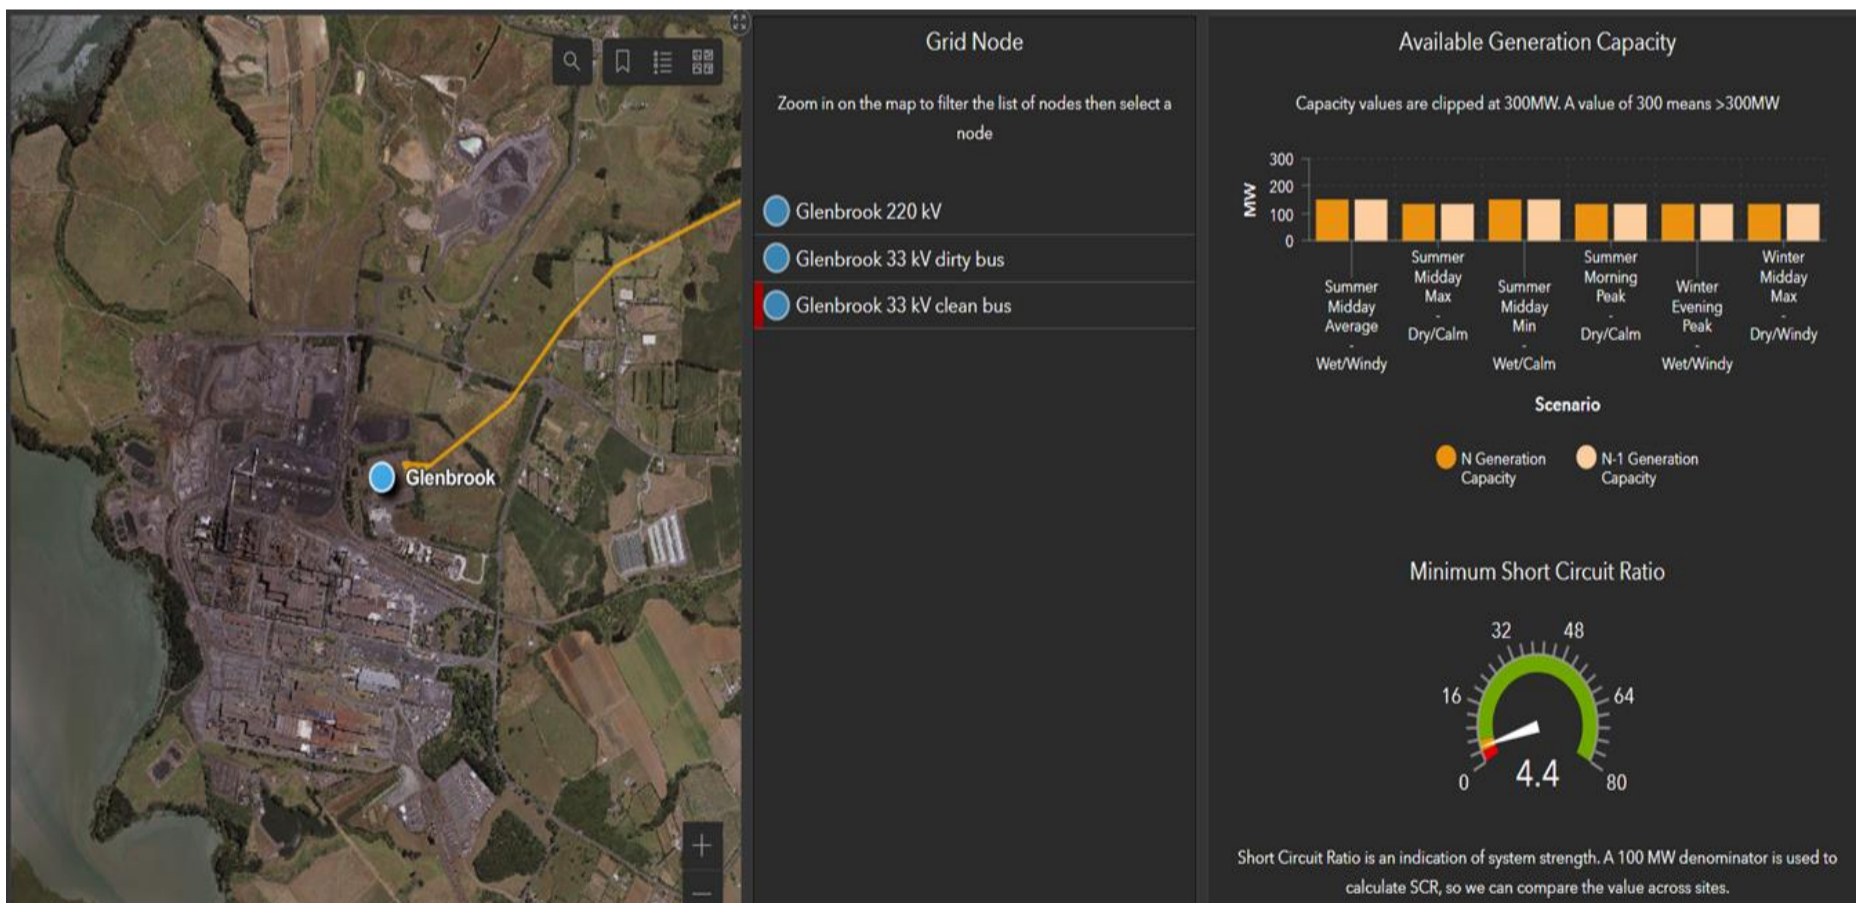 Glenbrook
Grid Node
Zoom in on the map to filter the list of nodes then select a
node
Glenbrook 220 kV
Glenbrook 33 kV dirty bus
Glenbrook 33 kV clean bus
Available Generation Capacity
Capacity values are clipped at 300MW. A value of 300 means >300MW
MW
300
200
100
0
Summer
Midday
Average
-
Wet/Windy
Summer
Midday
Max
-
Dry/Calm
Summer
Midday
Min
-
Wet/Calm
Summer
Morning
Peak
-
Dry/Calm
Winter
Evening
Peak
-
Wet/Windy
Winter
Midday
Max
-
Dry/Windy
Scenario
N Generation
Capacity
N-1 Generation
Capacity
Minimum Short Circuit Ratio
0
16
32
48
64
80
4.4
Short Circuit Ratio is an indication of system strength. A 100 MW denominator is used to
calculate SCR, so we can compare the value across sites.